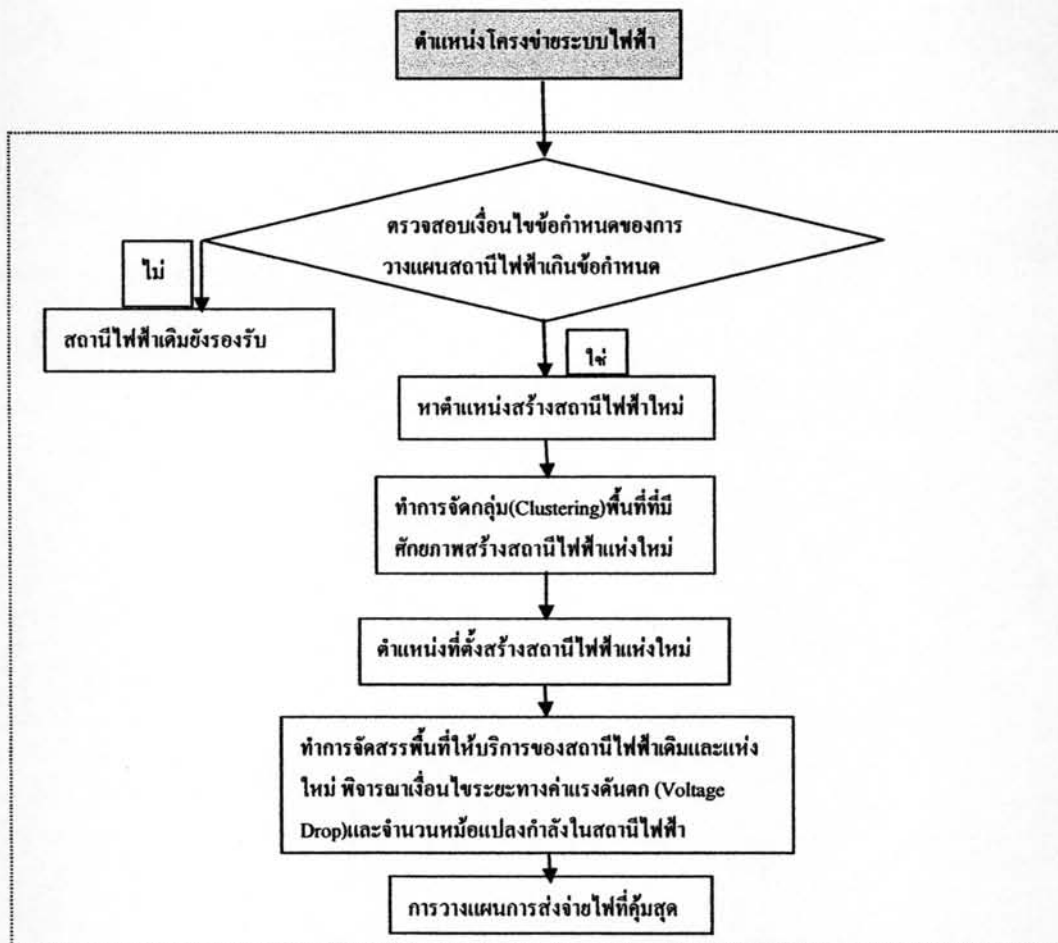 ตำแหน่งโครงข่ายระบบไฟฟ้า
ตรวจสอบเงื่อนไขข้อกำหนดของการ
วางแผนสถานีไฟฟ้าเกินข้อกำหนด
ไม่
สถานีไฟฟ้าเดิมยังรองรับ
ใช่
หาตำแหน่งสร้างสถานีไฟฟ้าใหม่
ทำการจัดกลุ่ม(Clustering)พื้นที่ที่มี
ศักยภาพสร้างสถานีไฟฟ้าแห่งใหม่
ตำแหน่งที่ตั้งสร้างสถานีไฟฟ้าแห่งใหม่
ทำการจัดสรรพื้นที่ให้บริการของสถานีไฟฟ้าเดิมและแห่ง
ใหม่ พิจารณาเงื่อนไขระยะทางค่าแรงดันตก (Voltage
Drop)และจำนวนหม้อแปลงกำลังในสถานีไฟฟ้า
การวางแผนการส่งจ่ายไฟที่คุ้มสุด